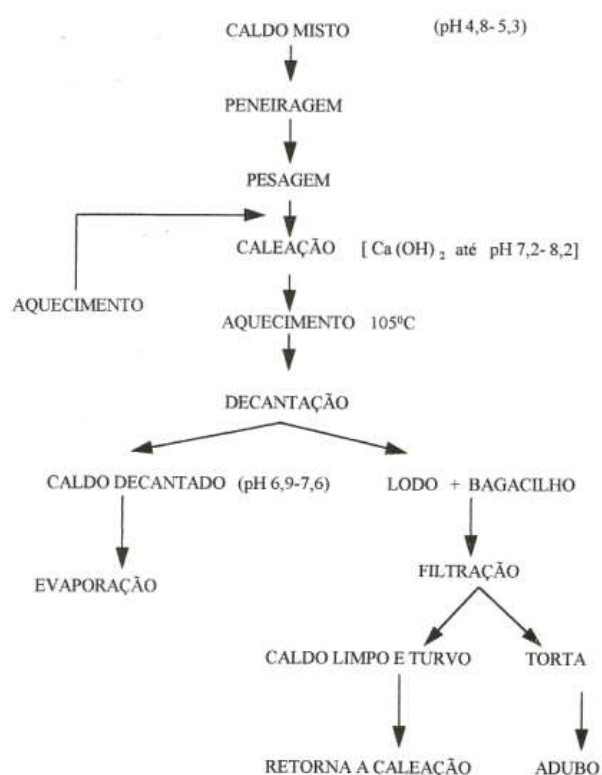 CALDO MISTO (pH 4,8- 5,3)
PENEIRAGEM
PESAGEM
CALEAÇÃO [ Ca (OH) 2 até pH 7,2- 8,2]
AQUECIMENTO
AQUECIMENTO 105⁰C
DECANTAÇÃO
CALDO DECANTADO (pH 6,9-7,6) LODO + BAGACILHO
EVAPORAÇÃO
FILTRAÇÃO
CALDO LIMPO E TURVO TORTA
RETORNA A CALEAÇÃO ADUBO